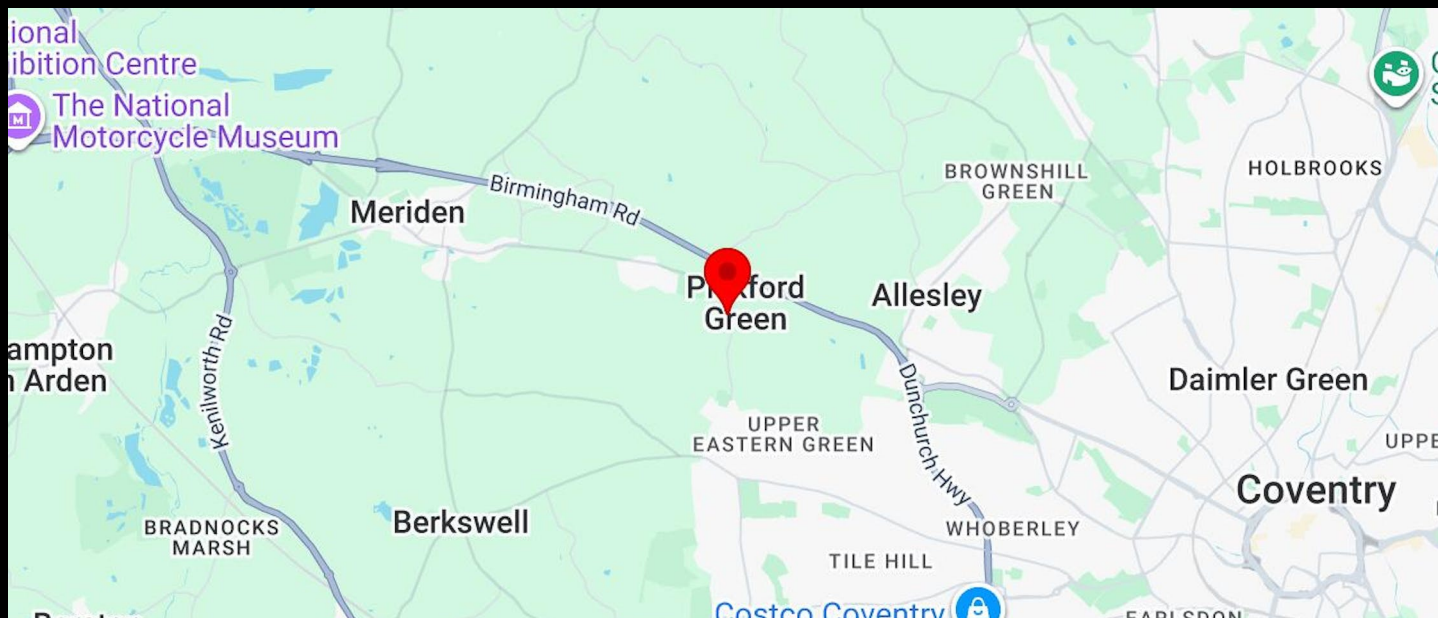 ional
ibition Centre
The National
Motorcycle Museum
Birmingham Rd
Meriden
BROWNSHILL
GREEN
HOLBROOKS
Green
Allesley
Kenilworth Rd
ampton
n Arden
Daimler Green
Dunchurch Hwy
UPPER
EASTERN GREEN
UPPE
Coventry
BRADNOCKS
MARSH
Berkswell
WHOBERLEY
TILE HILL
Costco Coventry
EARLSDON